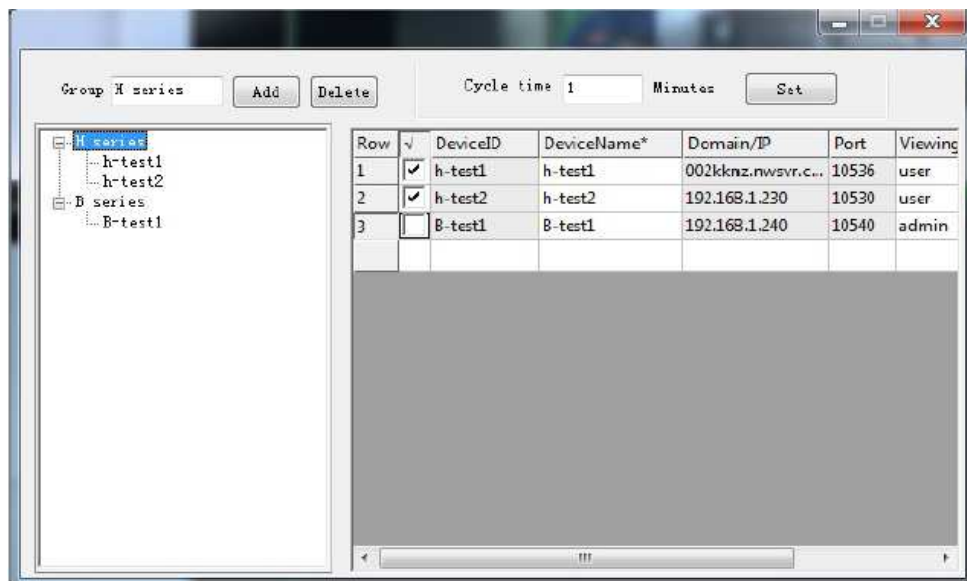 Group H series Add Delete Cycle time 1 Minutes Set
H series
h-test1
h-test2
B series
B-test1
Row √ DeviceID DeviceName* Domain/IP Port Viewing
1 h-test1 h-test1 002kknz.nwsvr.c... 10536 user
2 h-test2 h-test2 192.168.1.230 10530 user
3 B-test1 B-test1 192.168.1.240 10540 admin